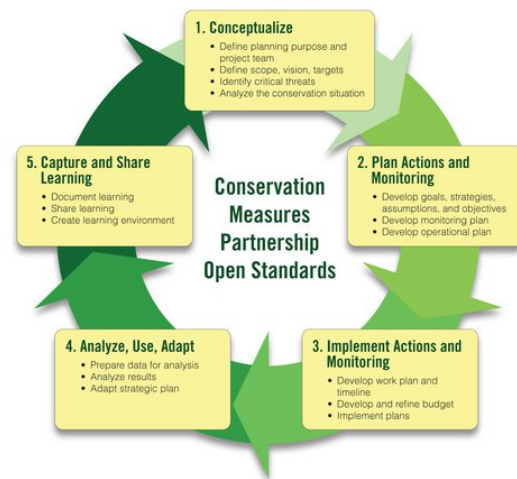 1. Conceptualize
• Define planning purpose and
project team
• Define scope, vision, targets
• Identify critical threats
• Analyze the conservation situation
2. Plan Actions and
Monitoring
• Develop goals, strategies,
assumptions, and objectives
• Develop monitoring plan
• Develop operational plan
3. Implement Actions and
Monitoring
• Develop work plan and
timeline
• Develop and refine budget
• Implement plans
4. Analyze, Use, Adapt
• Prepare data for analysis
• Analyze results
• Adapt strategic plan
5. Capture and Share
Learning
• Document learning
• Share learning
• Create learning environment
Conservation
Measures
Partnership
Open Standards